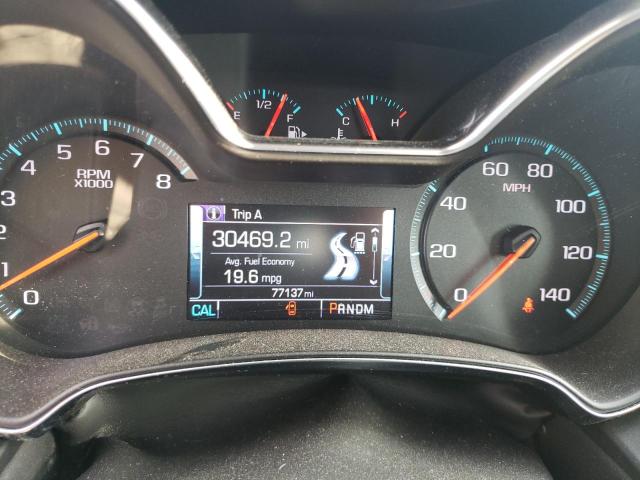 1/2
E F
C H
0 1 2 3 4 5 6 7 8
RPM
X1000
Trip A
30469.2 mi
Avg. Fuel Economy
19.6 mpg
77137 mi
CAL
PRNDM
0 20 40 60 80 100 120 140
MPH